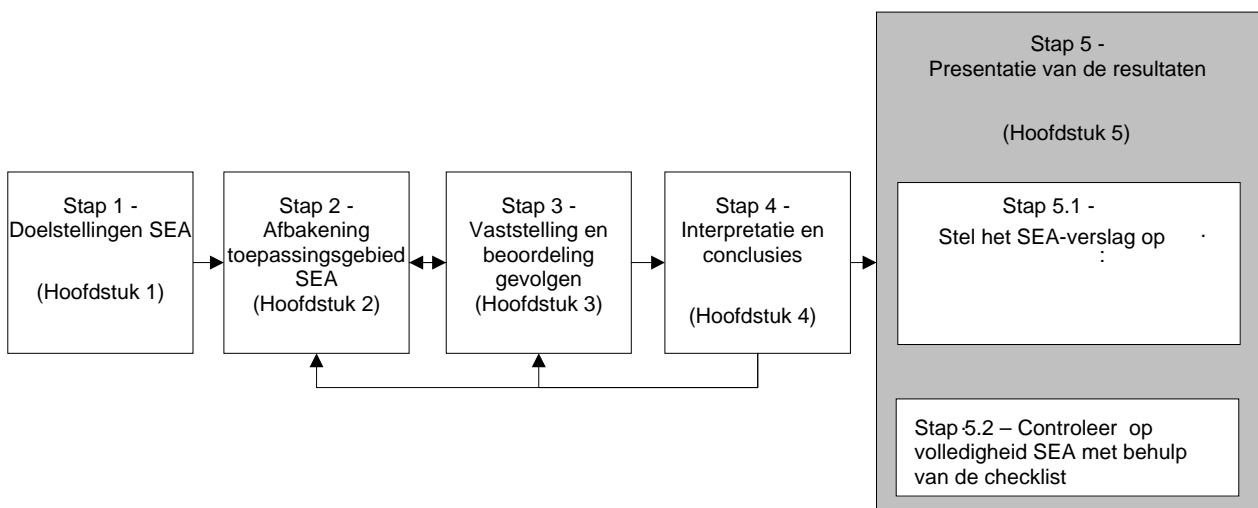 Stap 1 -
Doelstellingen SEA
(Hoofdstuk 1)
Stap 2 -
Afbakening
toepassingsgebied
SEA
(Hoofdstuk 2)
Stap 3 -
Vaststelling en
beoordeling
gevolgen
(Hoofdstuk 3)
Stap 4 -
Interpretatie en
conclusies
(Hoofdstuk 4)
Stap 5 -
Presentatie van de resultaten
(Hoofdstuk 5)
Stap 5.1 -
Stel het SEA-verslag op .
:
Stap 5.2 – Controleer op
volledigheid SEA met behulp
van de checklist